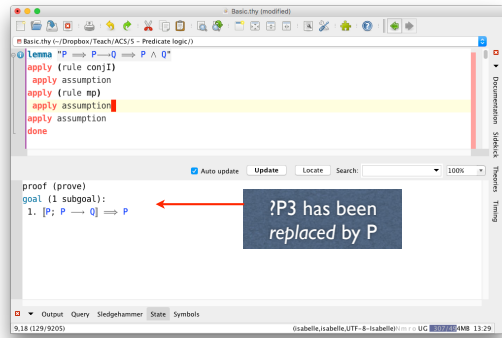 Basic.thy (modified)
Basic.thy (~/Dropbox/Teach/ACS/5 – Predicate logic/)
lemma "P ⟹ P⟶Q ⟹ P ∧ Q"
apply (rule conjI)
apply assumption
apply (rule mp)
apply assumption
apply assumption
done
Documentation
Sidekick
Theories
Timing
Auto update Update Locate Search: 100%
proof (prove)
goal (1 subgoal):
1. ⟦P; P ⟶ Q⟧ ⟹ P
?P3 has been
replaced by P
Output Query Sledgehammer State Symbols
9,18 (129/9205) (isabelle,isabelle,UTF-8-Isabelle) N m r o UG 4MB 13:29